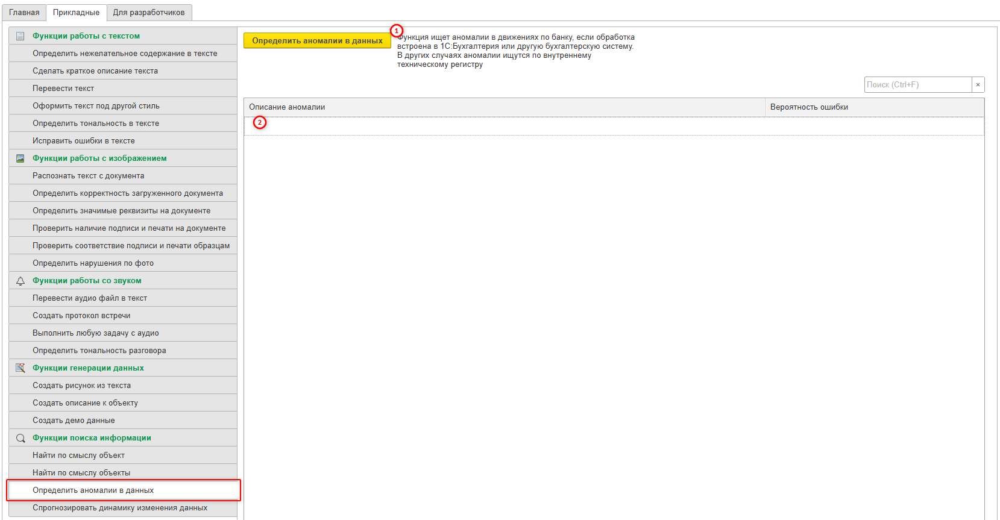 Главная
Прикладные
Для разработчиков
Функции работы с текстом
Определить нежелательное содержание в тексте
Сделать краткое описание текста
Перевести текст
Оформить текст под другой стиль
Определить тональность в тексте
Исправить ошибки в тексте
Функции работы с изображением
Распознать текст с документа
Определить корректность загруженного документа
Определить значимые реквизиты на документе
Проверить наличие подписи и печати на документе
Проверить соответствие подписи и печати образцам
Определить нарушения по фото
Функции работы со звуком
Перевести аудио файл в текст
Создать протокол встречи
Выполнить любую задачу с аудио
Определить тональность разговора
Функции генерации данных
Создать рисунок из текста
Создать описание к объекту
Создать демо данные
Функции поиска информации
Найти по смыслу объект
Найти по смыслу объекты
Определить аномалии в данных
Спрогнозировать динамику изменения данных
Определить аномалии в данных
1
Функция ищет аномалии в движениях по банку, если обработка
встроена в 1С:Бухгалтерия или другую бухгалтерскую систему.
В других случаях аномалии ищутся по внутреннему
техническому регистру
Поиск (Ctrl+F)
×
Описание аномалии
Вероятность ошибки
2